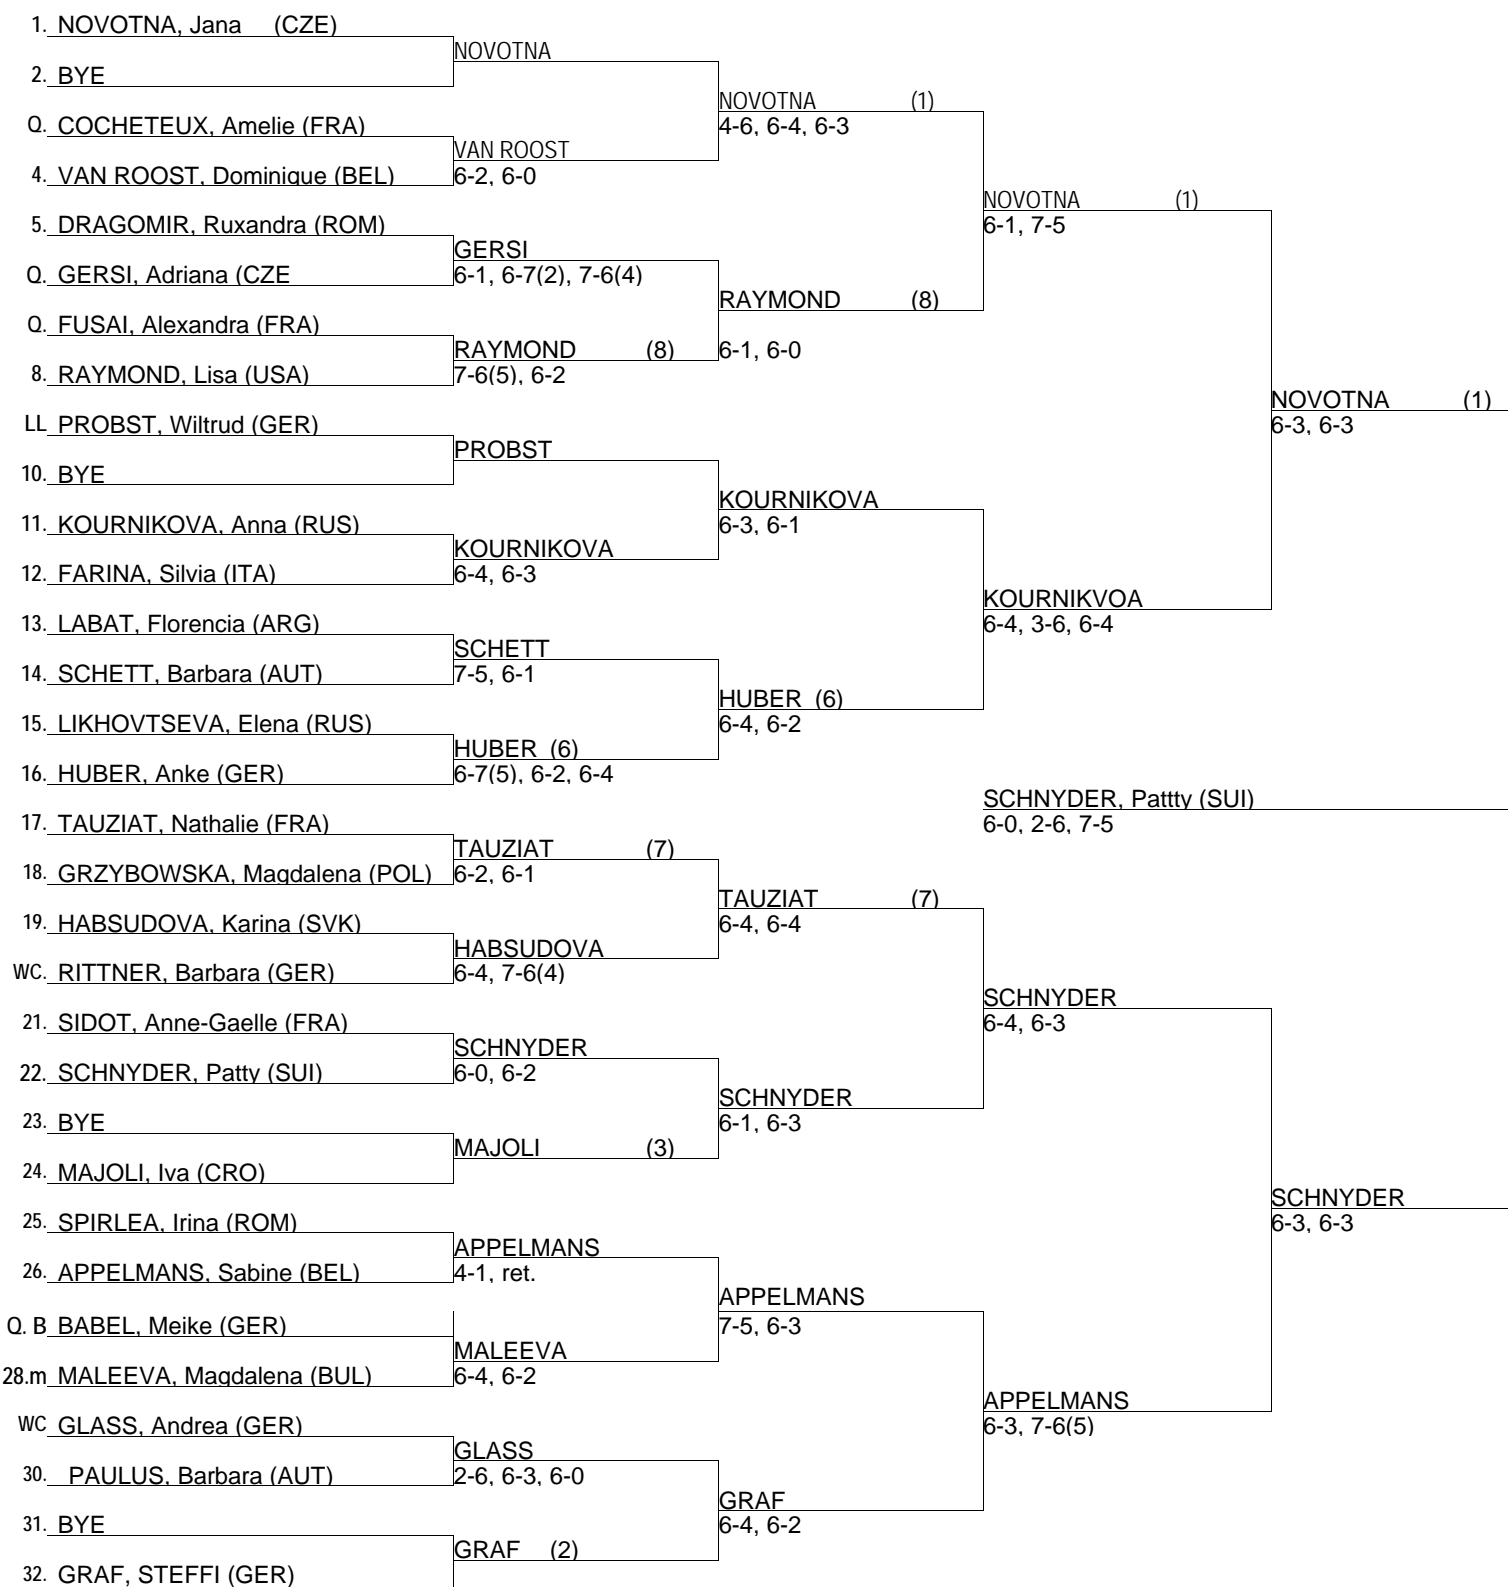 1. NOVOTNA, Jana (CZE)
NOVOTNA
2. BYE
NOVOTNA (1)
Q. COCHETEUX, Amelie (FRA)
4-6, 6-4, 6-3
VAN ROOST
4. VAN ROOST, Dominique (BEL)
6-2, 6-0
NOVOTNA (1)
5. DRAGOMIR, Ruxandra (ROM)
6-1, 7-5
GERSI
Q. GERSI, Adriana (CZE
6-1, 6-7(2), 7-6(4)
RAYMOND (8)
Q. FUSAI, Alexandra (FRA)
RAYMOND (8)
6-1, 6-0
8. RAYMOND, Lisa (USA)
7-6(5), 6-2
NOVOTNA (1)
LL PROBST, Wiltrud (GER)
6-3, 6-3
PROBST
10. BYE
KOURNIKOVA
11. KOURNIKOVA, Anna (RUS)
6-3, 6-1
KOURNIKOVA
12. FARINA, Silvia (ITA)
6-4, 6-3
KOURNIKVOA
13. LABAT, Florencia (ARG)
6-4, 3-6, 6-4
SCHETT
14. SCHETT, Barbara (AUT)
7-5, 6-1
HUBER (6)
15. LIKHOVTSEVA, Elena (RUS)
6-4, 6-2
HUBER (6)
16. HUBER, Anke (GER)
6-7(5), 6-2, 6-4
SCHNYDER, Pattty (SUI)
17. TAUZIAT, Nathalie (FRA)
6-0, 2-6, 7-5
TAUZIAT (7)
18. GRZYBOWSKA, Magdalena (POL)
6-2, 6-1
TAUZIAT (7)
19. HABSUDOVA, Karina (SVK)
6-4, 6-4
HABSUDOVA
WC. RITTNER, Barbara (GER)
6-4, 7-6(4)
SCHNYDER
21. SIDOT, Anne-Gaelle (FRA)
6-4, 6-3
SCHNYDER
22. SCHNYDER, Patty (SUI)
6-0, 6-2
SCHNYDER
23. BYE
6-1, 6-3
MAJOLI (3)
24. MAJOLI, Iva (CRO)
SCHNYDER
25. SPIRLEA, Irina (ROM)
6-3, 6-3
APPELMANS
26. APPELMANS, Sabine (BEL)
4-1, ret.
APPELMANS
Q. B BABEL, Meike (GER)
7-5, 6-3
MALEEVA
28.m MALEEVA, Magdalena (BUL)
6-4, 6-2
APPELMANS
WC GLASS, Andrea (GER)
6-3, 7-6(5)
GLASS
30. PAULUS, Barbara (AUT)
2-6, 6-3, 6-0
GRAF
31. BYE
6-4, 6-2
GRAF (2)
32. GRAF, STEFFI (GER)